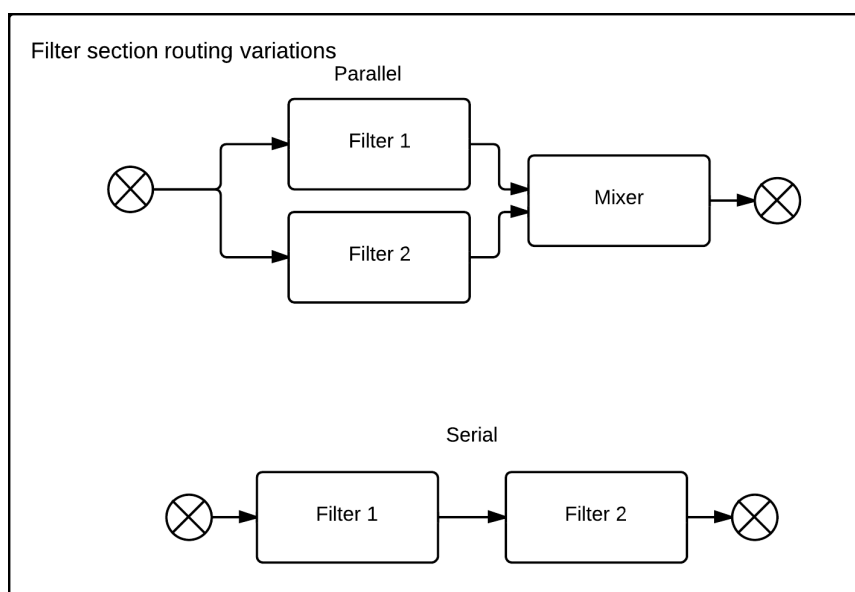 Filter section routing variations
Parallel
Filter 1
Mixer
Filter 2
Serial
Filter 1
Filter 2